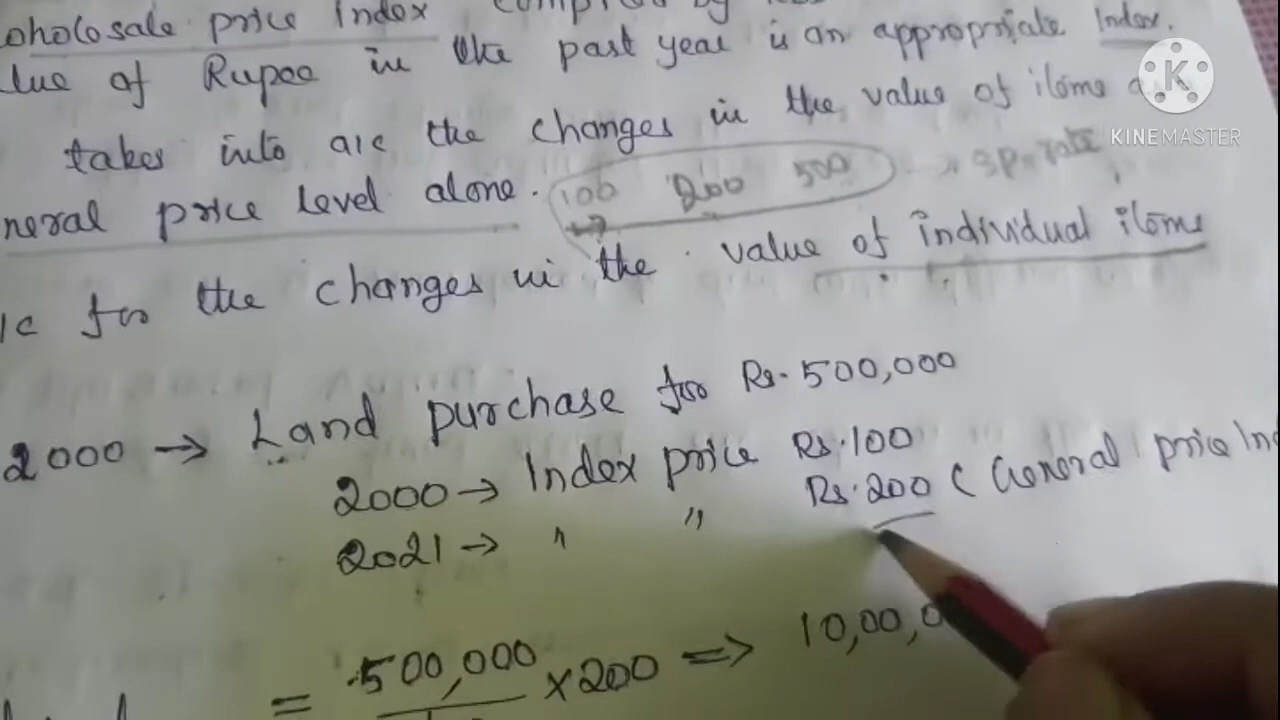 wholesale price Index compiled by
lue of Rupee in the past year is an appropriate Index.
takes into a/c the changes in the value of items
neral price level alone. 100 200 500
/c for the changes in the value of individual items
2000 → Land purchase for Rs. 500,000
2000 → Index price Rs. 100
2021 → " " Rs. 200 ( General price In
= 500,000 × 200 => 10,00,0
K
KINEMASTER